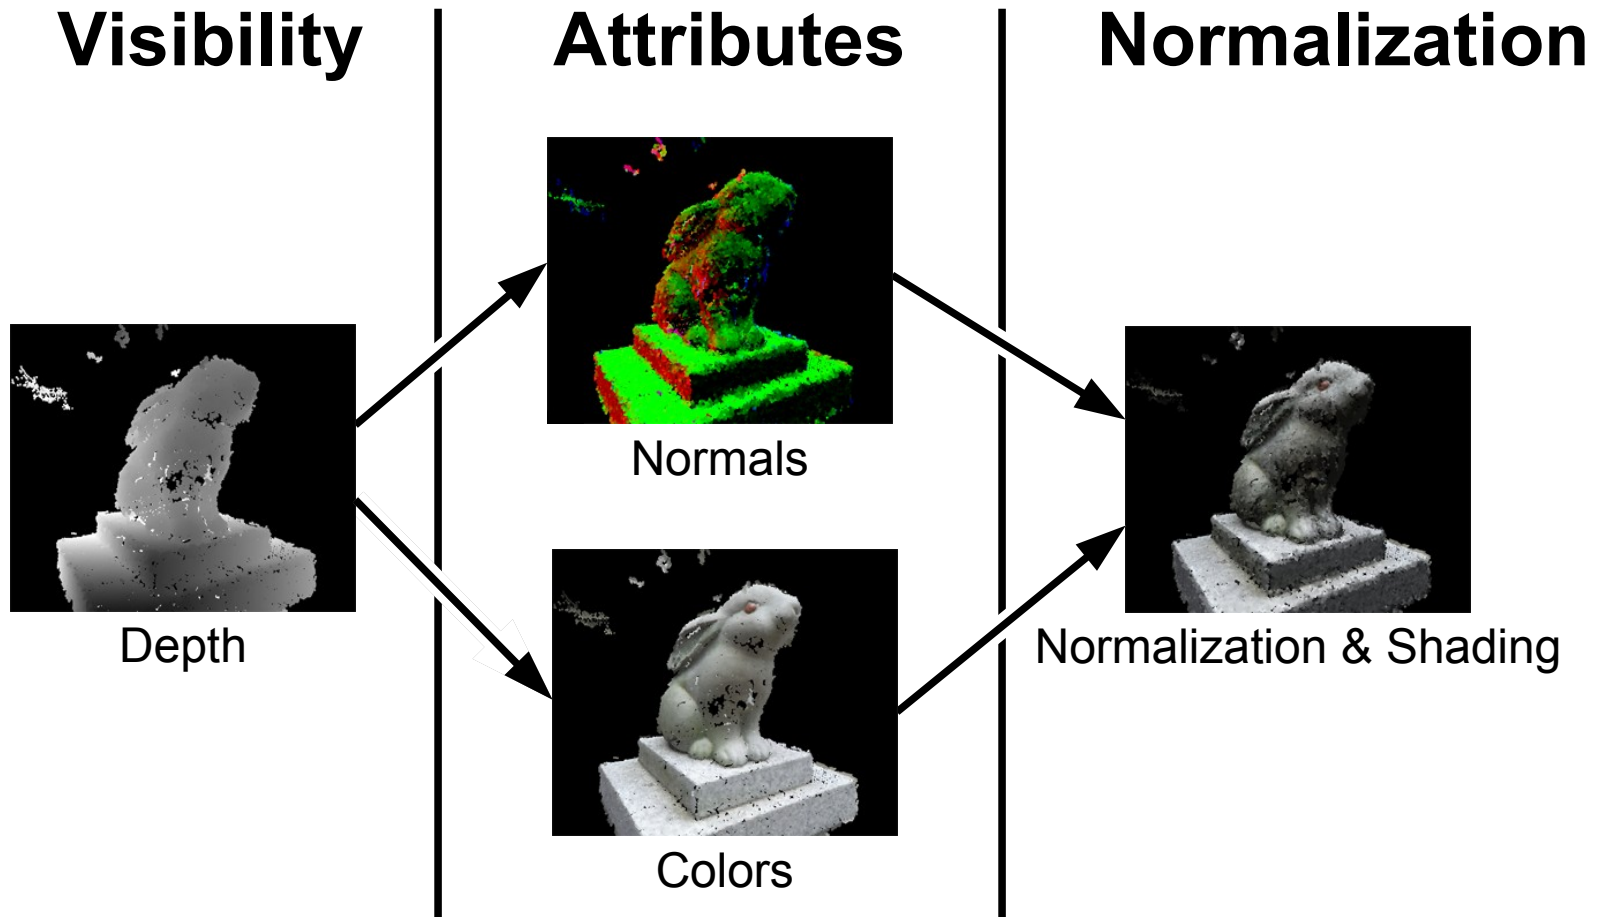 Visibility
Attributes
Normalization
Normals
Depth
Normalization & Shading
Colors